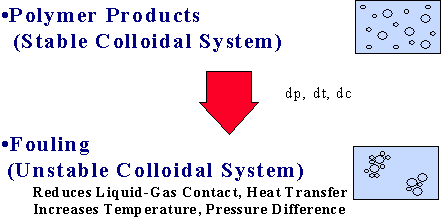 •Polymer Products
(Stable Colloidal System)
dp, dt, dc
•Fouling
(Unstable Colloidal System)
Reduces Liquid-Gas Contact, Heat Transfer
Increases Temperature, Pressure Difference